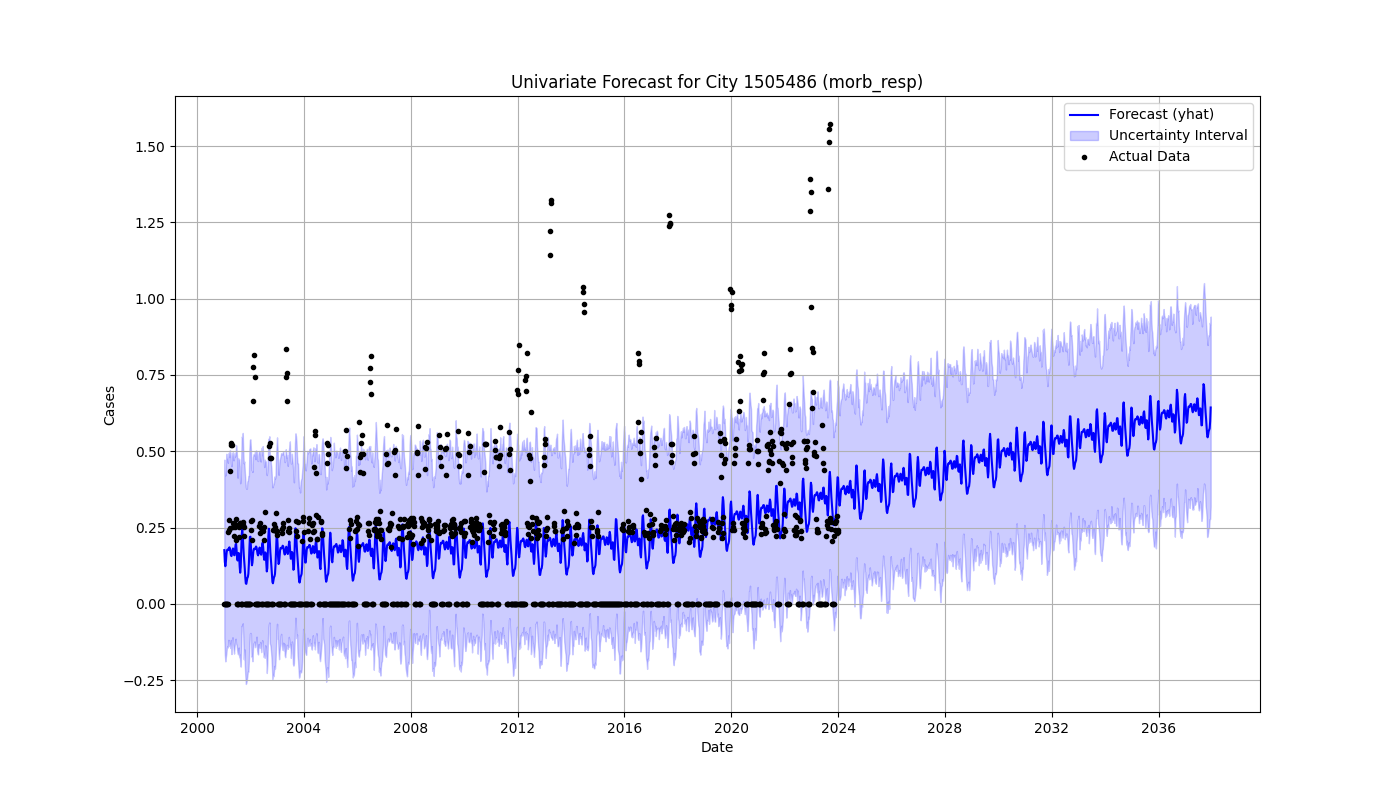 Univariate Forecast for City 1505486 (morb_resp)
Forecast (yhat)
Uncertainty Interval
Actual Data
1.50
1.25
1.00
0.75
0.50
0.25
0.00
−0.25
Cases
2000 2004 2008 2012 2016 2020 2024 2028 2032 2036
Date